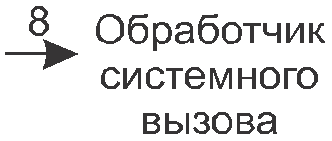 8
Обработчик
системного
вызова